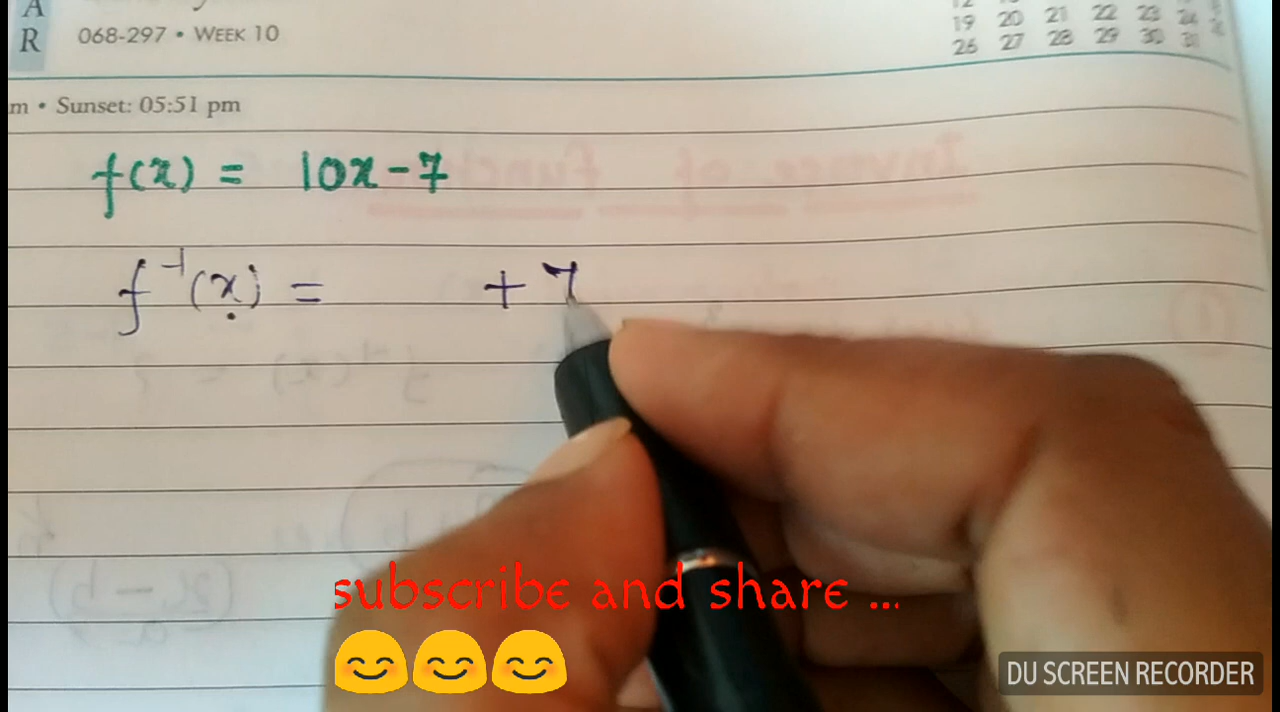 A
R
068-297 • WEEK 10
19 20 21 22 23 24
26 27 28 29 30 31
m • Sunset: 05:51 pm
f(x) = 10x-7
f⁻¹(x) = + 7
subscribe and share ...
😊😊😊
DU SCREEN RECORDER